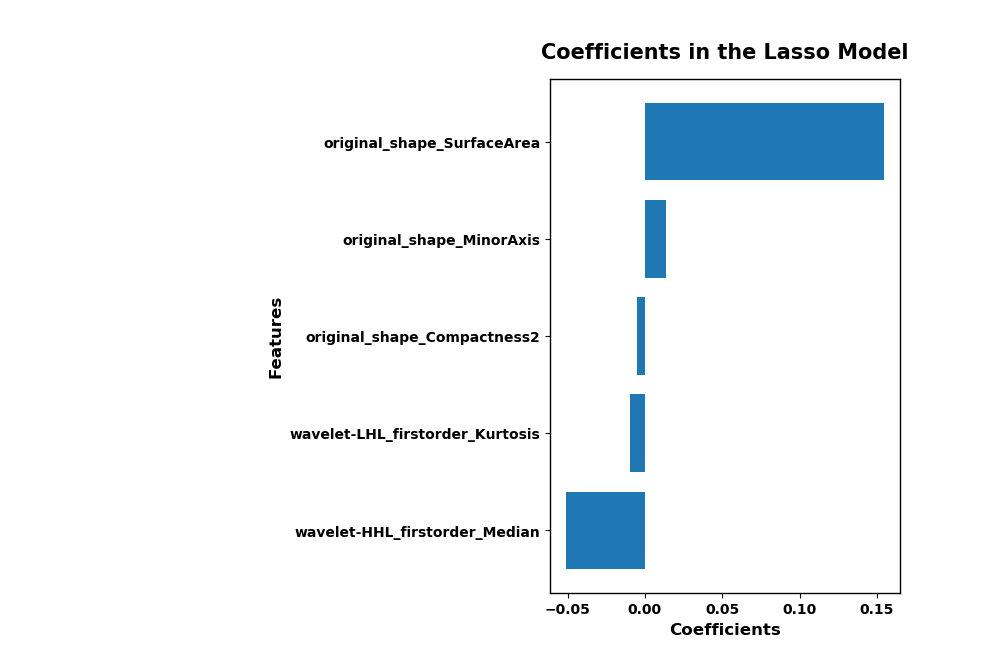 Coefficients in the Lasso Model
original_shape_SurfaceArea
original_shape_MinorAxis
original_shape_Compactness2
wavelet-LHL_firstorder_Kurtosis
wavelet-HHL_firstorder_Median
Features
−0.05 0.00 0.05 0.10 0.15
Coefficients